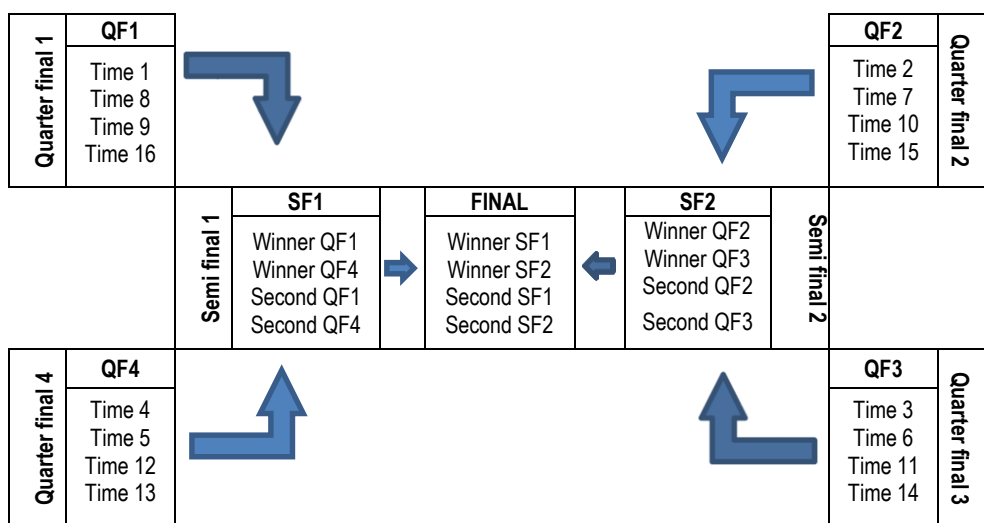 Quarter final 1
QF1
Time 1
Time 8
Time 9
Time 16
QF2
Time 2
Time 7
Time 10
Time 15
Quarter final 2
Semi final 1
SF1
Winner QF1
Winner QF4
Second QF1
Second QF4
FINAL
Winner SF1
Winner SF2
Second SF1
Second SF2
SF2
Winner QF2
Winner QF3
Second QF2
Second QF3
Semi final 2
Quarter final 4
QF4
Time 4
Time 5
Time 12
Time 13
QF3
Time 3
Time 6
Time 11
Time 14
Quarter final 3